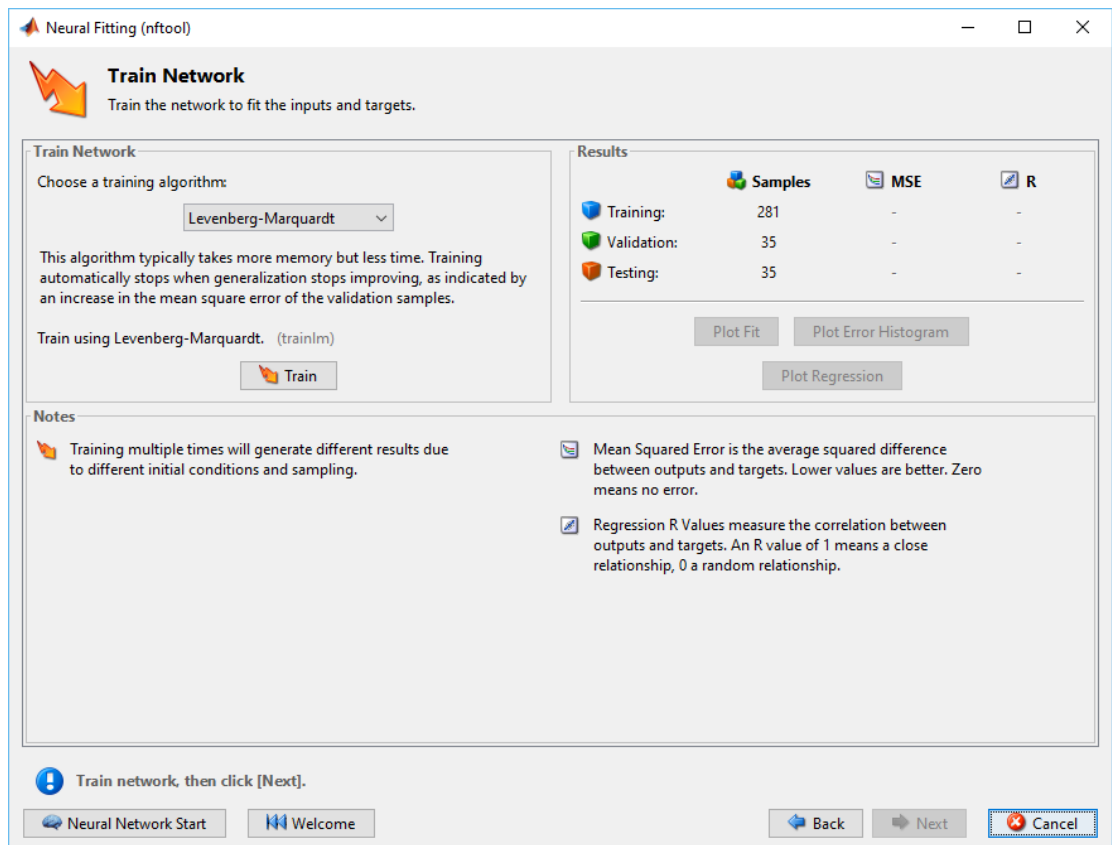 Neural Fitting (nftool)
Train Network
Train the network to fit the inputs and targets.
Train Network
Choose a training algorithm:
Levenberg-Marquardt
This algorithm typically takes more memory but less time. Training
automatically stops when generalization stops improving, as indicated by
an increase in the mean square error of the validation samples.
Train using Levenberg-Marquardt. (trainlm)
Train
Results
Samples MSE R
Training: 281 - -
Validation: 35 - -
Testing: 35 - -
Plot Fit Plot Error Histogram
Plot Regression
Notes
Training multiple times will generate different results due
to different initial conditions and sampling.
Mean Squared Error is the average squared difference
between outputs and targets. Lower values are better. Zero
means no error.
Regression R Values measure the correlation between
outputs and targets. An R value of 1 means a close
relationship, 0 a random relationship.
Train network, then click [Next].
Neural Network Start Welcome Back Next Cancel